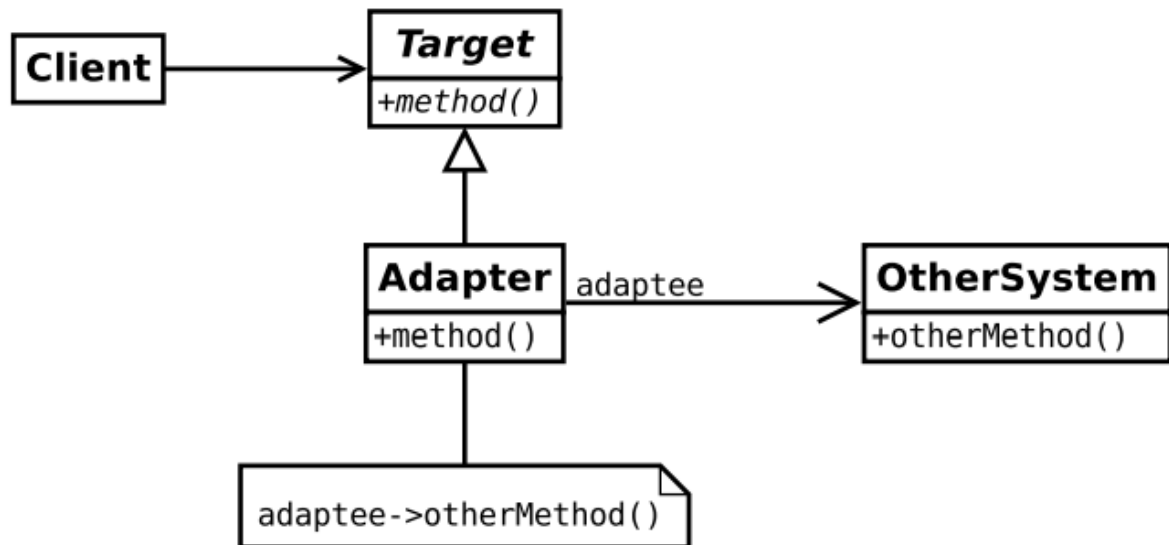 Client
Target
+method()
Adapter
+method()
adaptee
OtherSystem
+otherMethod()
adaptee->otherMethod()